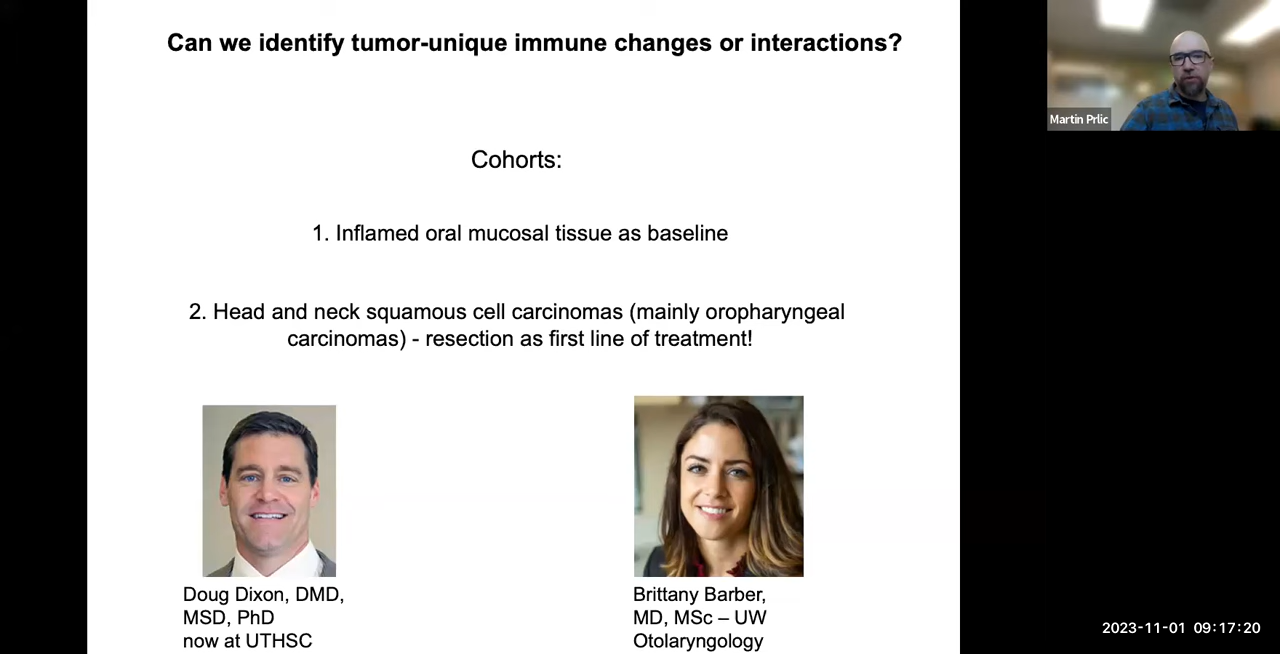 Can we identify tumor-unique immune changes or interactions?
Martin Prlic
Cohorts:
1. Inflamed oral mucosal tissue as baseline
2. Head and neck squamous cell carcinomas (mainly oropharyngeal
carcinomas) - resection as first line of treatment!
Doug Dixon, DMD,
MSD, PhD
now at UTHSC
Brittany Barber,
MD, MSc – UW
Otolaryngology
2023-11-01 09:17:20